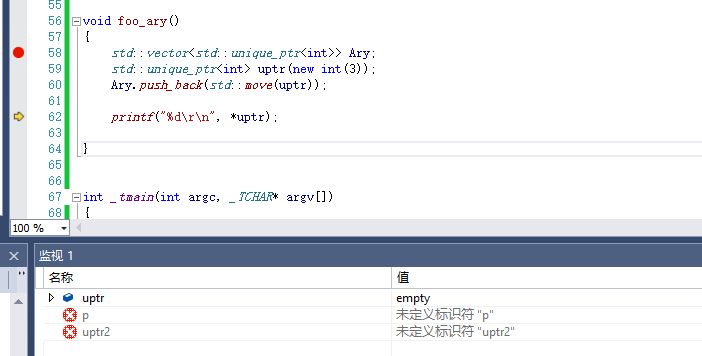 55
56 void foo_ary()
57 {
58 std::vector<std::unique_ptr<int>> Ary;
59 std::unique_ptr<int> uptr(new int(3));
60 Ary.push_back(std::move(uptr));
61
62 printf("%d\r\n", *uptr);
63
64 }
65
66
67 int _tmain(int argc, _TCHAR* argv[])
68 {
100 %
监视 1
名称 值
uptr empty
p 未定义标识符 "p"
uptr2 未定义标识符 "uptr2"